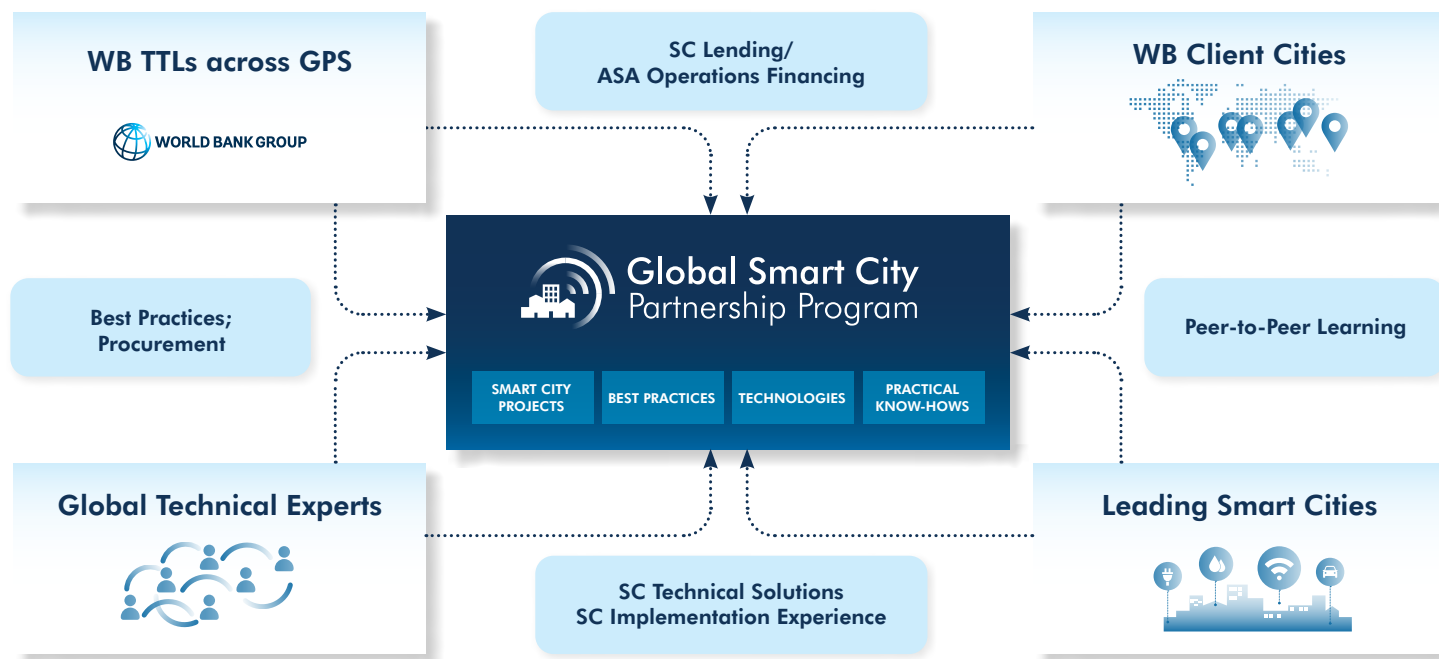 WB TTLs across GPS
WORLD BANK GROUP
SC Lending/
ASA Operations Financing
WB Client Cities
Best Practices;
Procurement
Global Smart City
Partnership Program
SMART CITY
PROJECTS
BEST PRACTICES
TECHNOLOGIES
PRACTICAL
KNOW-HOWS
Peer-to-Peer Learning
Global Technical Experts
SC Technical Solutions
SC Implementation Experience
Leading Smart Cities